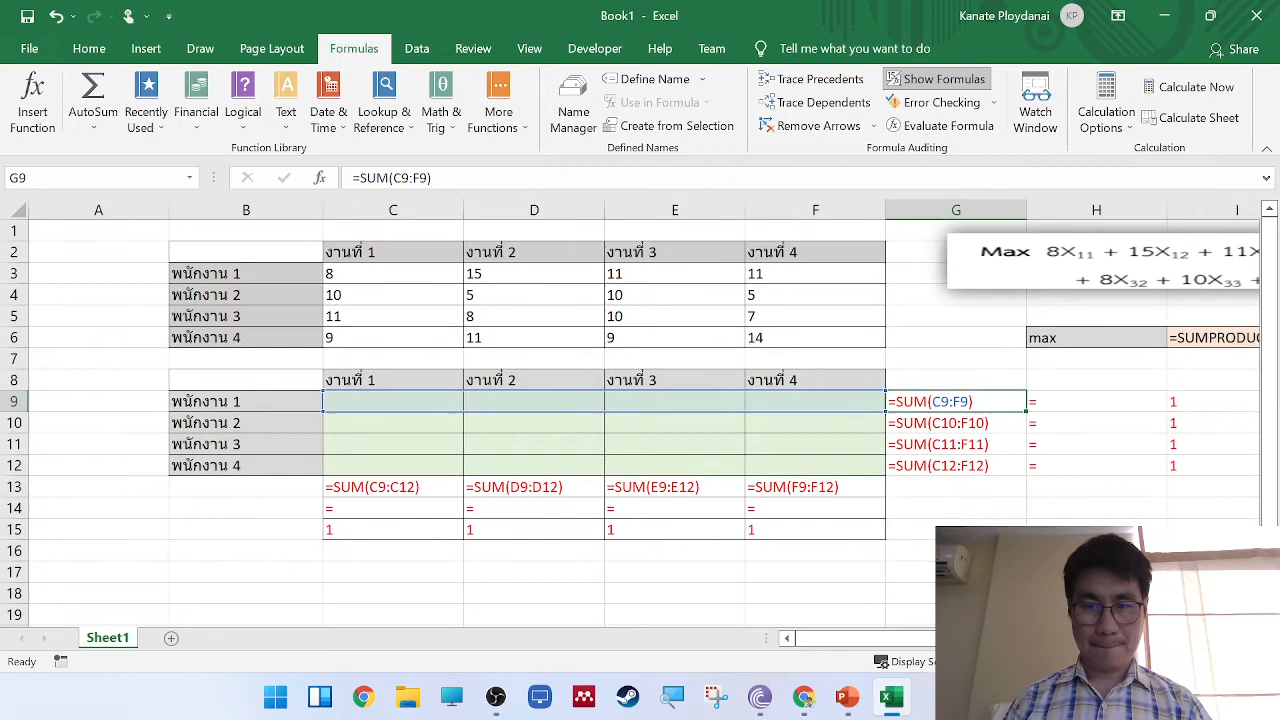 Book1 - Excel
Kanate Ploydanai KP
File Home Insert Draw Page Layout Formulas Data Review View Developer Help Team Tell me what you want to do Share
Insert Function
AutoSum
Recently Used
Financial
Logical
Text
Date & Time
Lookup & Reference
Math & Trig
More Functions
Function Library
Name Manager
Define Name
Use in Formula
Create from Selection
Defined Names
Trace Precedents
Trace Dependents
Remove Arrows
Show Formulas
Error Checking
Evaluate Formula
Formula Auditing
Watch Window
Calculation Options
Calculate Now
Calculate Sheet
Calculation
G9 fx =SUM(C9:F9)
A B C D E F G H I
1
2 งานที่ 1 งานที่ 2 งานที่ 3 งานที่ 4
Max 8X11 + 15X12 + 11X
3 พนักงาน 1 8 15 11 11
+ 8X32 + 10X33 +
4 พนักงาน 2 10 5 10 5
5 พนักงาน 3 11 8 10 7
6 พนักงาน 4 9 11 9 14 max =SUMPRODUC
7
8 งานที่ 1 งานที่ 2 งานที่ 3 งานที่ 4
9 พนักงาน 1 =SUM(C9:F9) = 1
10 พนักงาน 2 =SUM(C10:F10) = 1
11 พนักงาน 3 =SUM(C11:F11) = 1
12 พนักงาน 4 =SUM(C12:F12) = 1
13 =SUM(C9:C12) =SUM(D9:D12) =SUM(E9:E12) =SUM(F9:F12)
14 = = = =
15 1 1 1 1
16
17
18
19
Sheet1
Ready
Display